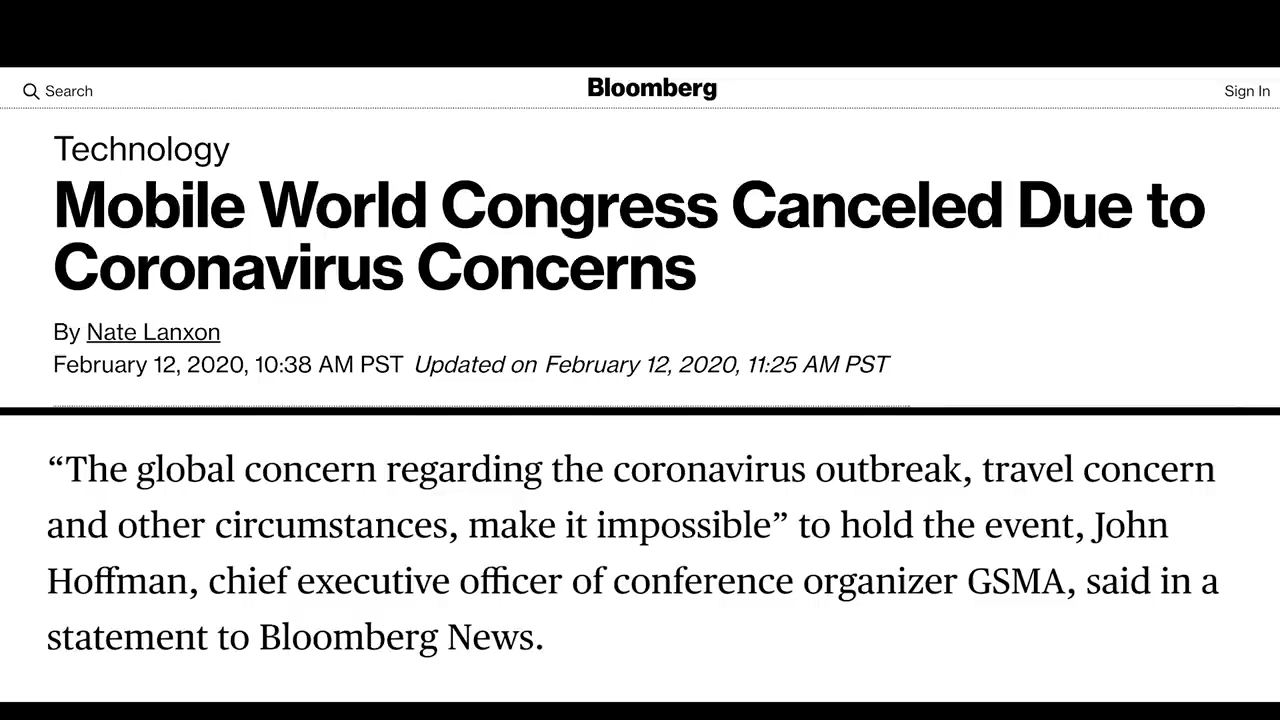 Search
Bloomberg
Sign In
Technology
Mobile World Congress Canceled Due to
Coronavirus Concerns
By Nate Lanxon
February 12, 2020, 10:38 AM PST Updated on February 12, 2020, 11:25 AM PST
“The global concern regarding the coronavirus outbreak, travel concern
and other circumstances, make it impossible” to hold the event, John
Hoffman, chief executive officer of conference organizer GSMA, said in a
statement to Bloomberg News.